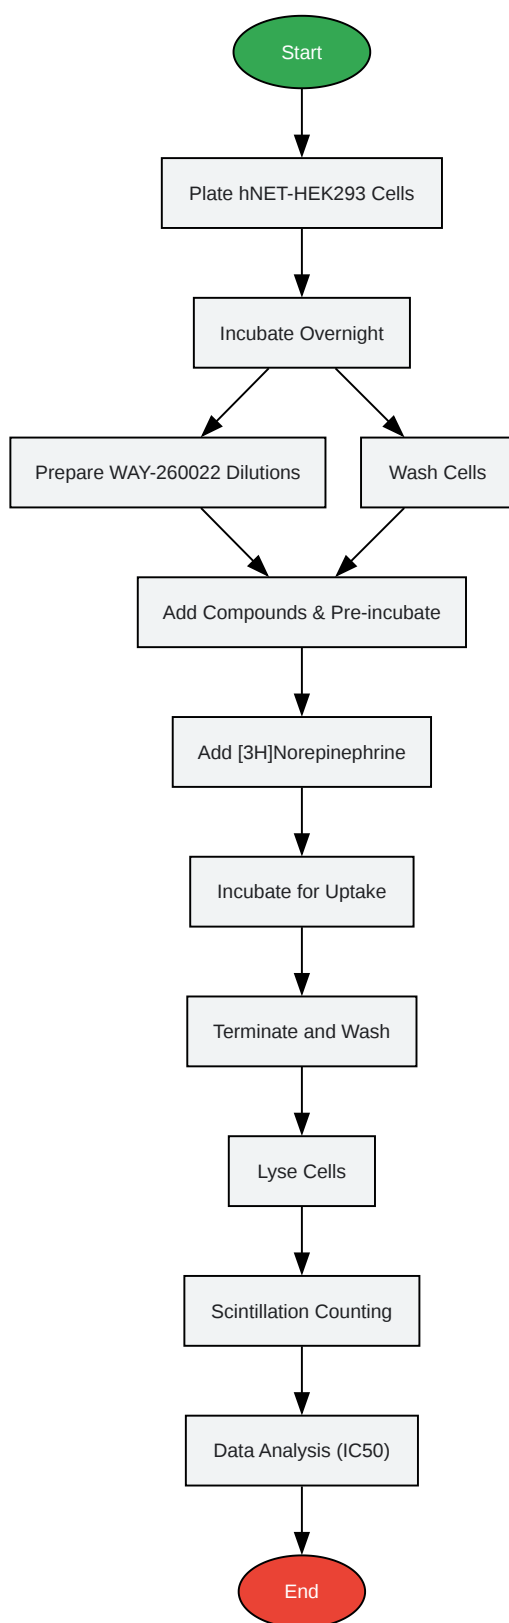 Start
Plate hNET-HEK293 Cells
Incubate Overnight
Prepare WAY-260022 Dilutions
Wash Cells
Add Compounds & Pre-incubate
Add [3H]Norepinephrine
Incubate for Uptake
Terminate and Wash
Lyse Cells
Scintillation Counting
Data Analysis (IC50)
End